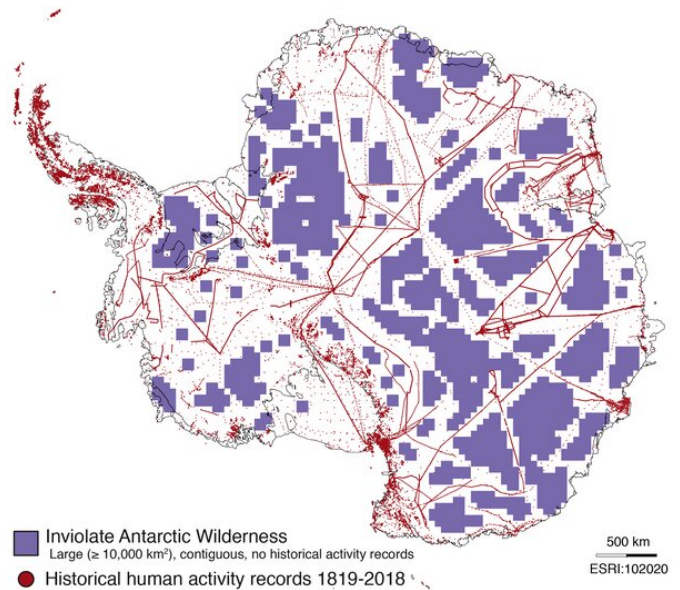 Inviolate Antarctic Wilderness
Large (≥ 10,000 km²), contiguous, no historical activity records
Historical human activity records 1819-2018
500 km
ESRI:102020